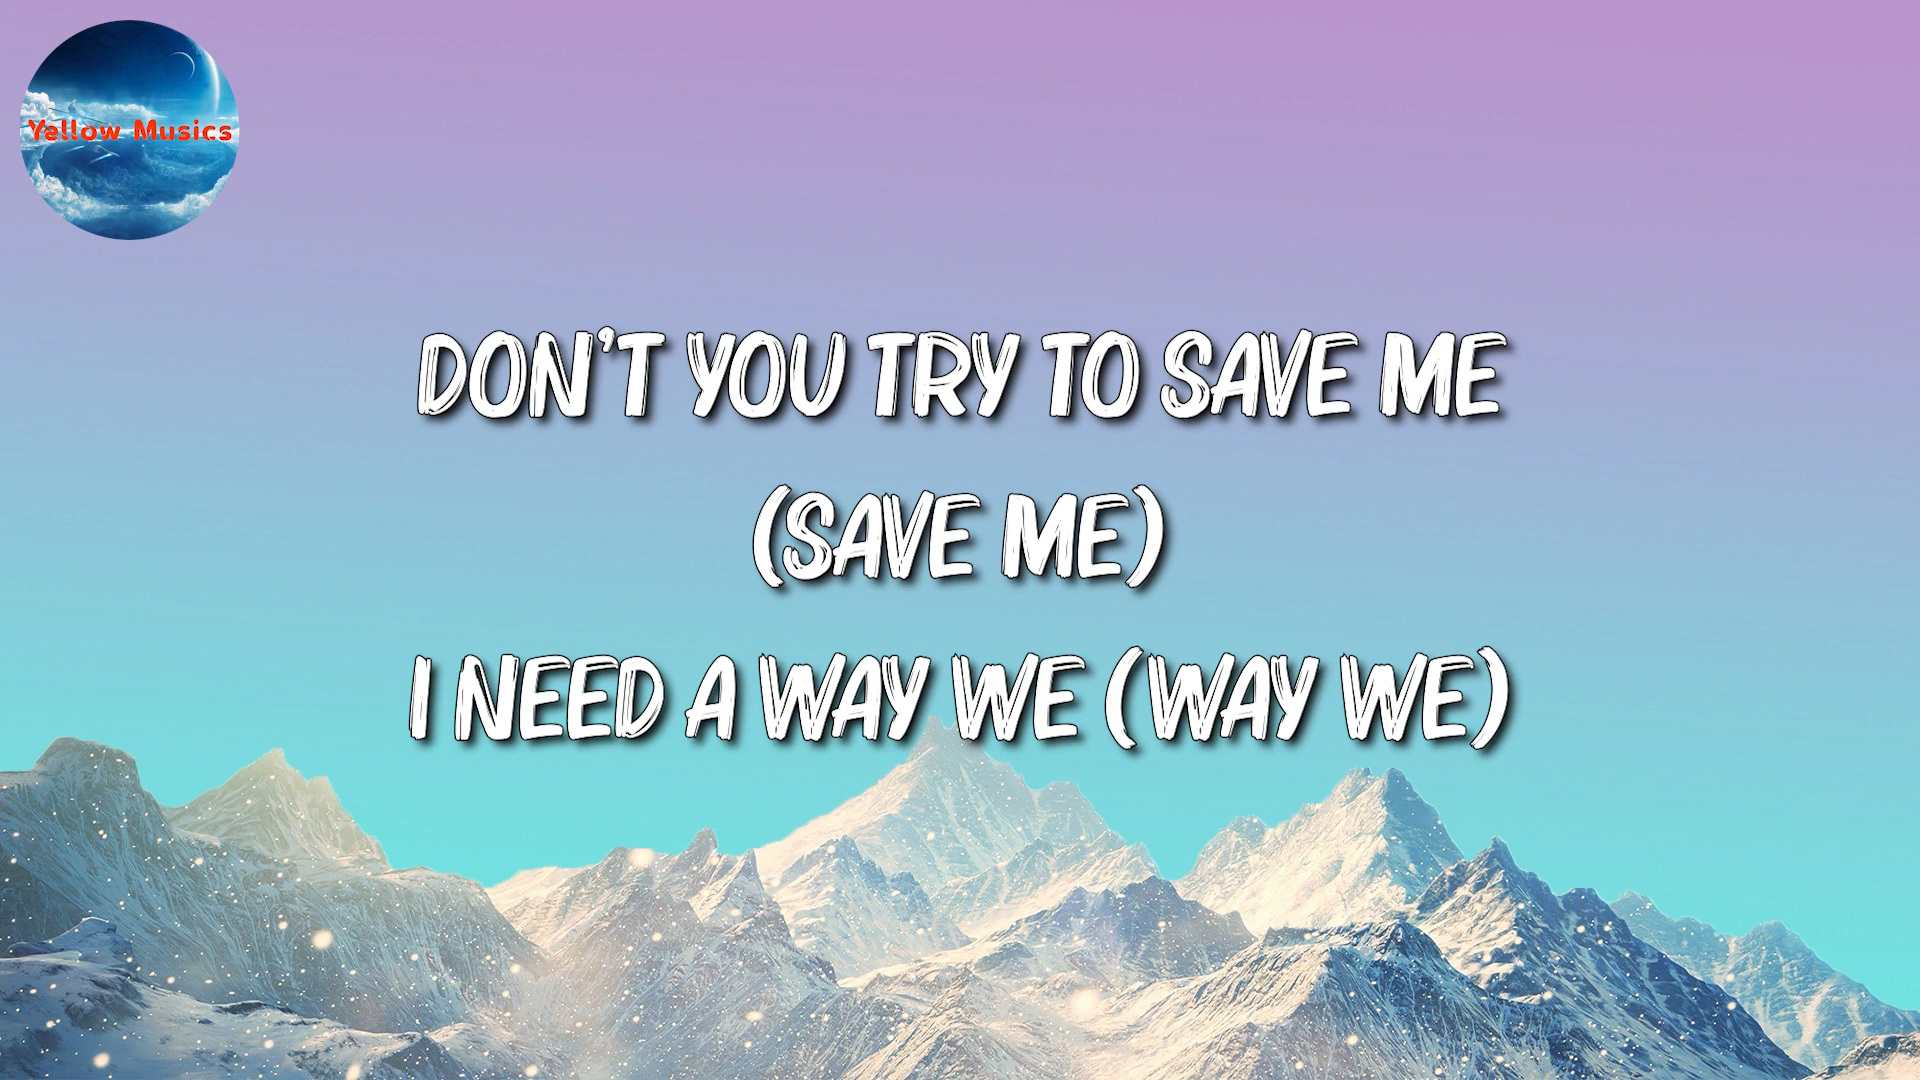 Yellow Musics
DON'T YOU TRY TO SAVE ME
(SAVE ME)
I NEED A WAY WE (WAY WE)